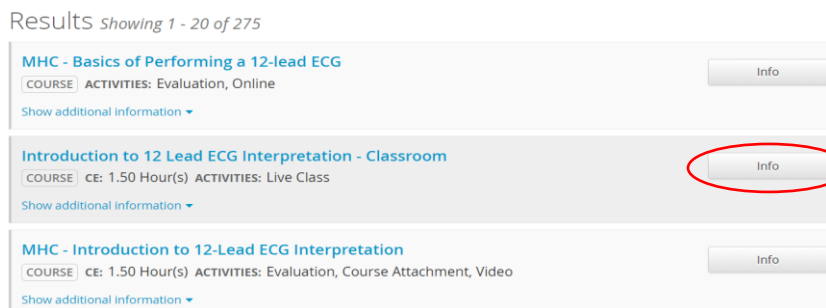 Results Showing 1 - 20 of 275
MHC - Basics of Performing a 12-lead ECG
Info
COURSE ACTIVITIES: Evaluation, Online
Show additional information
Introduction to 12 Lead ECG Interpretation - Classroom
Info
COURSE CE: 1.50 Hour(s) ACTIVITIES: Live Class
Show additional information
MHC - Introduction to 12-Lead ECG Interpretation
Info
COURSE CE: 1.50 Hour(s) ACTIVITIES: Evaluation, Course Attachment, Video
Show additional information